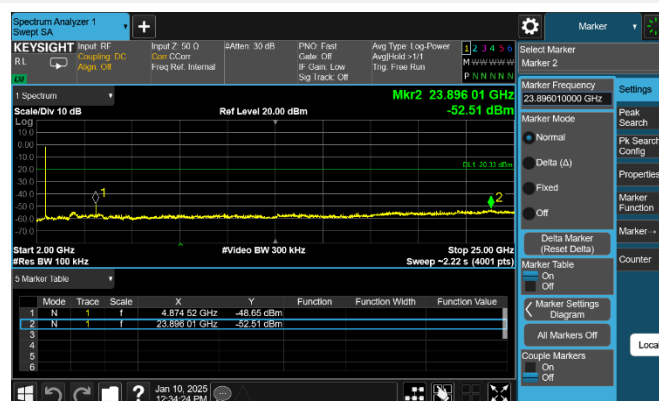 Spectrum Analyzer 1
Swept SA
KEYSIGHT
RL
LXI
Input: RF
Coupling: DC
Align: Off
Input Z: 50 Ω
Corr CCorr
Freq Ref: Internal
#Atten: 30 dB
PNO: Fast
Gate: Off
IF Gain: Low
Sig Track: Off
Avg Type: Log-Power
Avg|Hold:>1/1
Trig: Free Run
1 2 3 4 5 6
M W W W W W
P N N N N N
1 Spectrum
Scale/Div 10 dB
Log
Ref Level 20.00 dBm
Mkr2 23.896 01 GHz
-52.51 dBm
10.0
0.00
-10.0
-20.0
-30.0
-40.0
-50.0
-60.0
-70.0
DL1 -20.33 dBm
1
2
Start 2.00 GHz
#Res BW 100 kHz
#Video BW 300 kHz
Stop 25.00 GHz
Sweep ~2.22 s (4001 pts)
5 Marker Table
Mode Trace Scale X Y Function Function Width Function Value
1 N 1 f 4.874 52 GHz -48.65 dBm
2 N 1 f 23.896 01 GHz -52.51 dBm
3
4
5
6
?
Jan 10, 2025
12:34:24 PM
Marker
Select Marker
Marker 2
Marker Frequency
23.896010000 GHz
Marker Mode
Normal
Delta (Δ)
Fixed
Off
Delta Marker
(Reset Delta)
Marker Table
On
Off
Marker Settings
Diagram
All Markers Off
Couple Markers
On
Off
Settings
Peak
Search
Pk Search
Config
Properties
Marker
Function
Marker→
Counter
Local